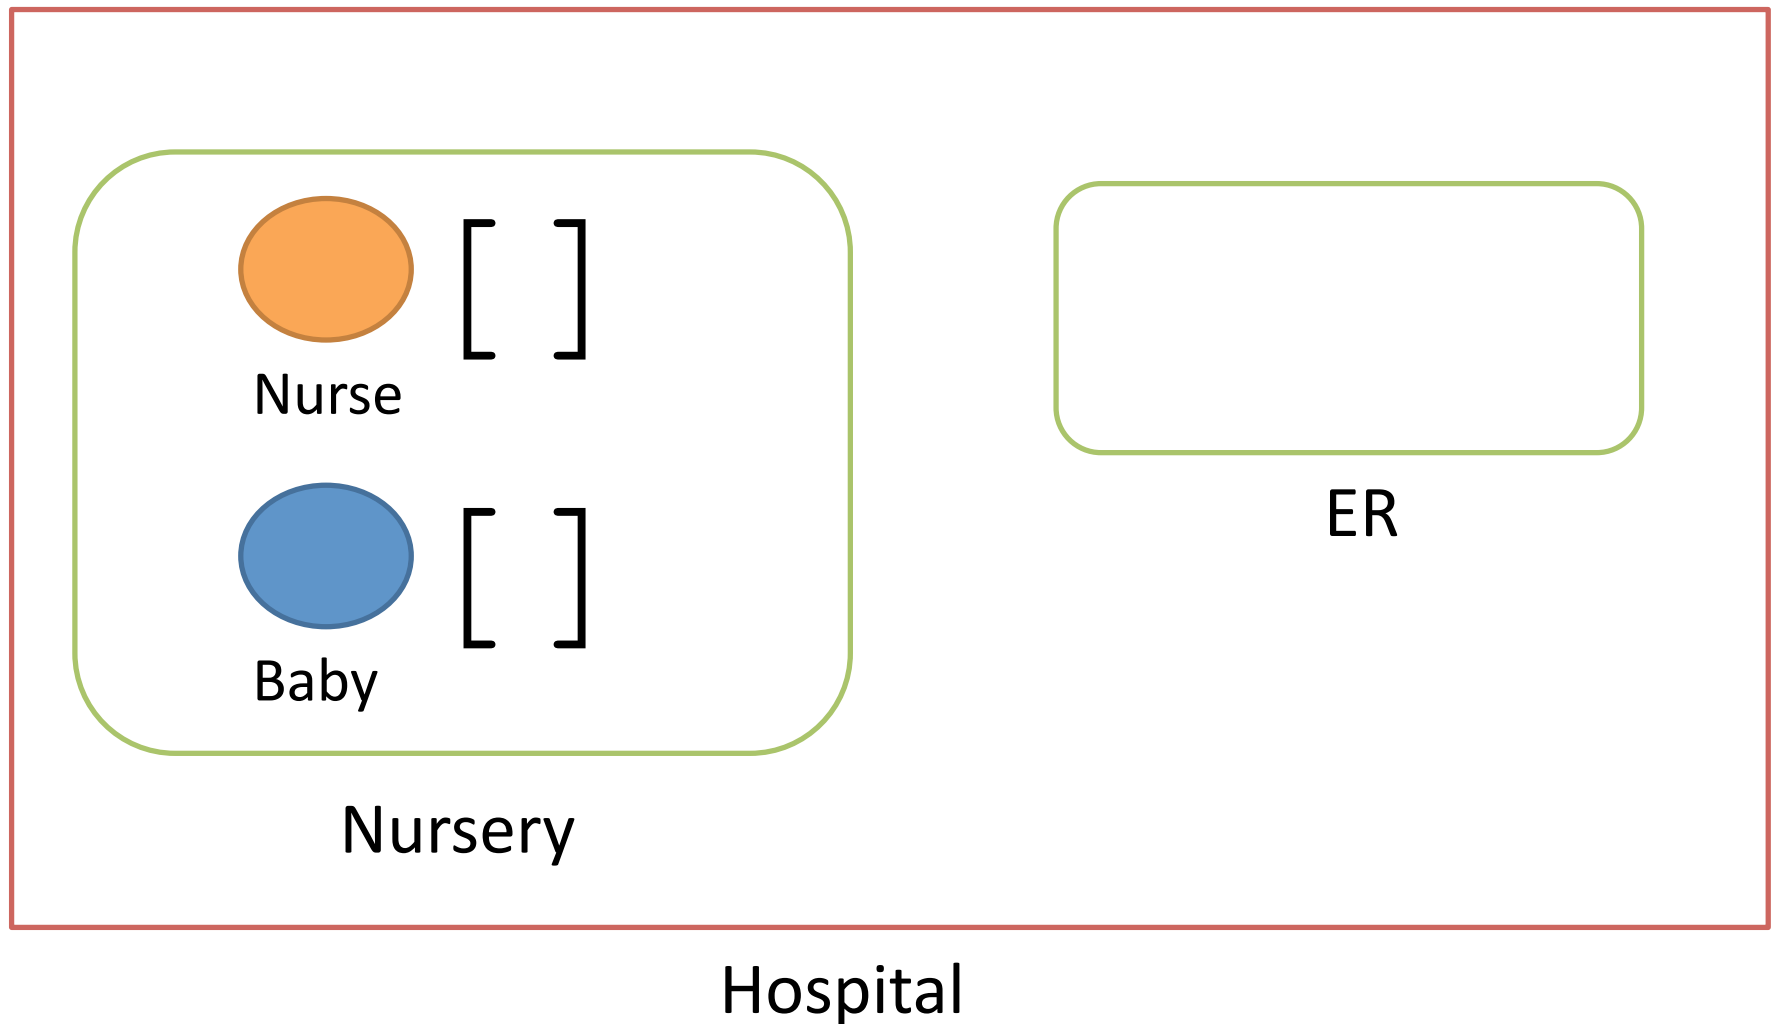 [ ]
Nurse
[ ]
Baby
Nursery
ER
Hospital